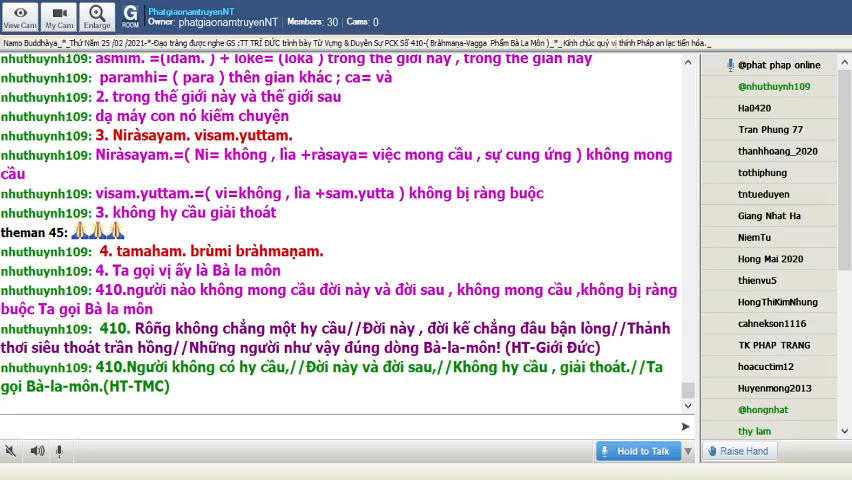 PhatgiaonamtruyenNT
Owner: phatgiaonamtruyenNT | Members: 30 | Cams: 0
View Cam
My Cam
Enlarge
G
ROOM
Namo Buddhàya_*_Thứ Năm 25 /02 /2021-*-Đạo tràng được nghe GS :TT TRÍ ĐỨC trình bày Từ Vựng & Duyên Sự PCK Số 410-( Bràhmaṇa-Vagga Phẩm Bà La Môn )_*_ Kính chúc quý vị thính Pháp an lạc tiến hóa._
nhuthuynh109: asmim. =(idam. ) + loke= (loka ) trong thế giới này , trong thế gian này
nhuthuynh109: paramhi= ( para ) thên gian khác ; ca= và
nhuthuynh109: 2. trong thế giới này và thế giới sau
nhuthuynh109: dạ máy con nó kiếm chuyện
nhuthuynh109: 3. Niràsayam. visam.yuttam.
nhuthuynh109: Niràsayam.=( Ni= không , lìa +ràsaya= việc mong cầu , sự cung ứng ) không mong
cầu
nhuthuynh109: visam.yuttam.=( vi=không , lìa +sam.yutta ) không bị ràng buộc
nhuthuynh109: 3. không hy cầu giải thoát
theman 45:
nhuthuynh109: 4. tamaham. brùmi bràhmaṇam.
nhuthuynh109: 4. Ta gọi vị ấy là Bà la môn
nhuthuynh109: 410.người nào không mong cầu đời này và đời sau , không mong cầu ,không bị ràng
buộc Ta gọi Bà la môn
nhuthuynh109: 410. Rỗng không chẳng một hy cầu//Đời này , đời kế chẳng đâu bận lòng//Thảnh
thơi siêu thoát trần hồng//Những người như vậy đúng dòng Bà-la-môn! (HT-Giới Đức)
nhuthuynh109: 410.Người không có hy cầu,//Đời này và đời sau,//Không hy cầu , giải thoát.//Ta
gọi Bà-la-môn.(HT-TMC)
@phat phap online
@nhuthuynh109
Ha0420
Tran Phung 77
thanhhoang_2020
tothiphung
tntueduyen
Giang Nhat Ha
NiemTu
Hong Mai 2020
thienvu5
HongThiKimNhung
cahnekson1116
TK PHAP TRANG
hoacuctim12
Huyenmong2013
@hongnhat
thy lam
Hold to Talk
Raise Hand